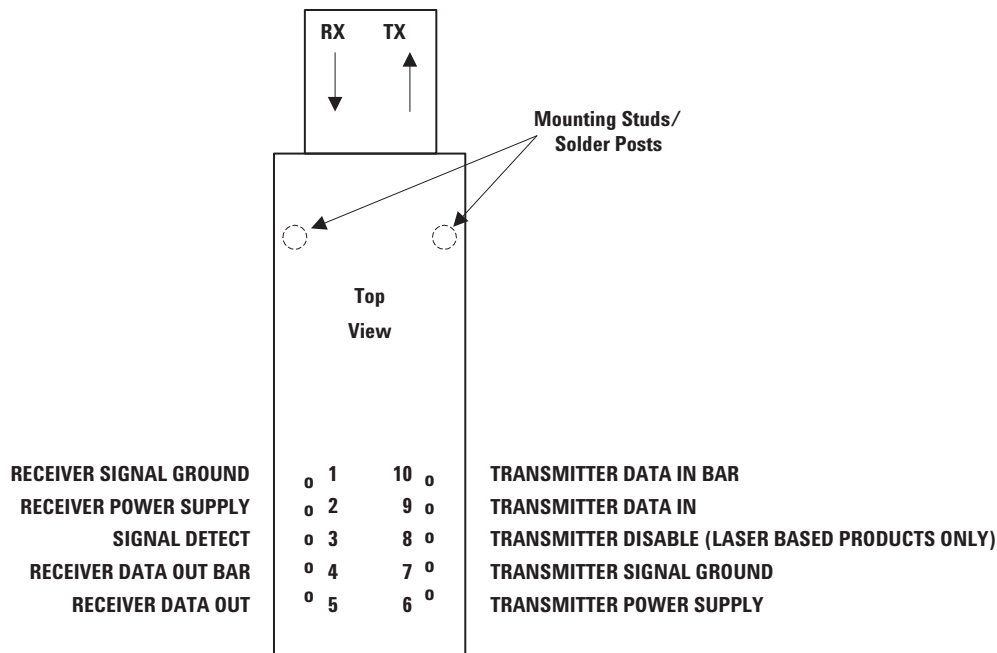 RX TX
Mounting Studs/
Solder Posts
Top
View
RECEIVER SIGNAL GROUND o 1 10 o TRANSMITTER DATA IN BAR
RECEIVER POWER SUPPLY o 2 9 o TRANSMITTER DATA IN
SIGNAL DETECT o 3 8 o TRANSMITTER DISABLE (LASER BASED PRODUCTS ONLY)
RECEIVER DATA OUT BAR o 4 7 o TRANSMITTER SIGNAL GROUND
RECEIVER DATA OUT o 5 6 o TRANSMITTER POWER SUPPLY